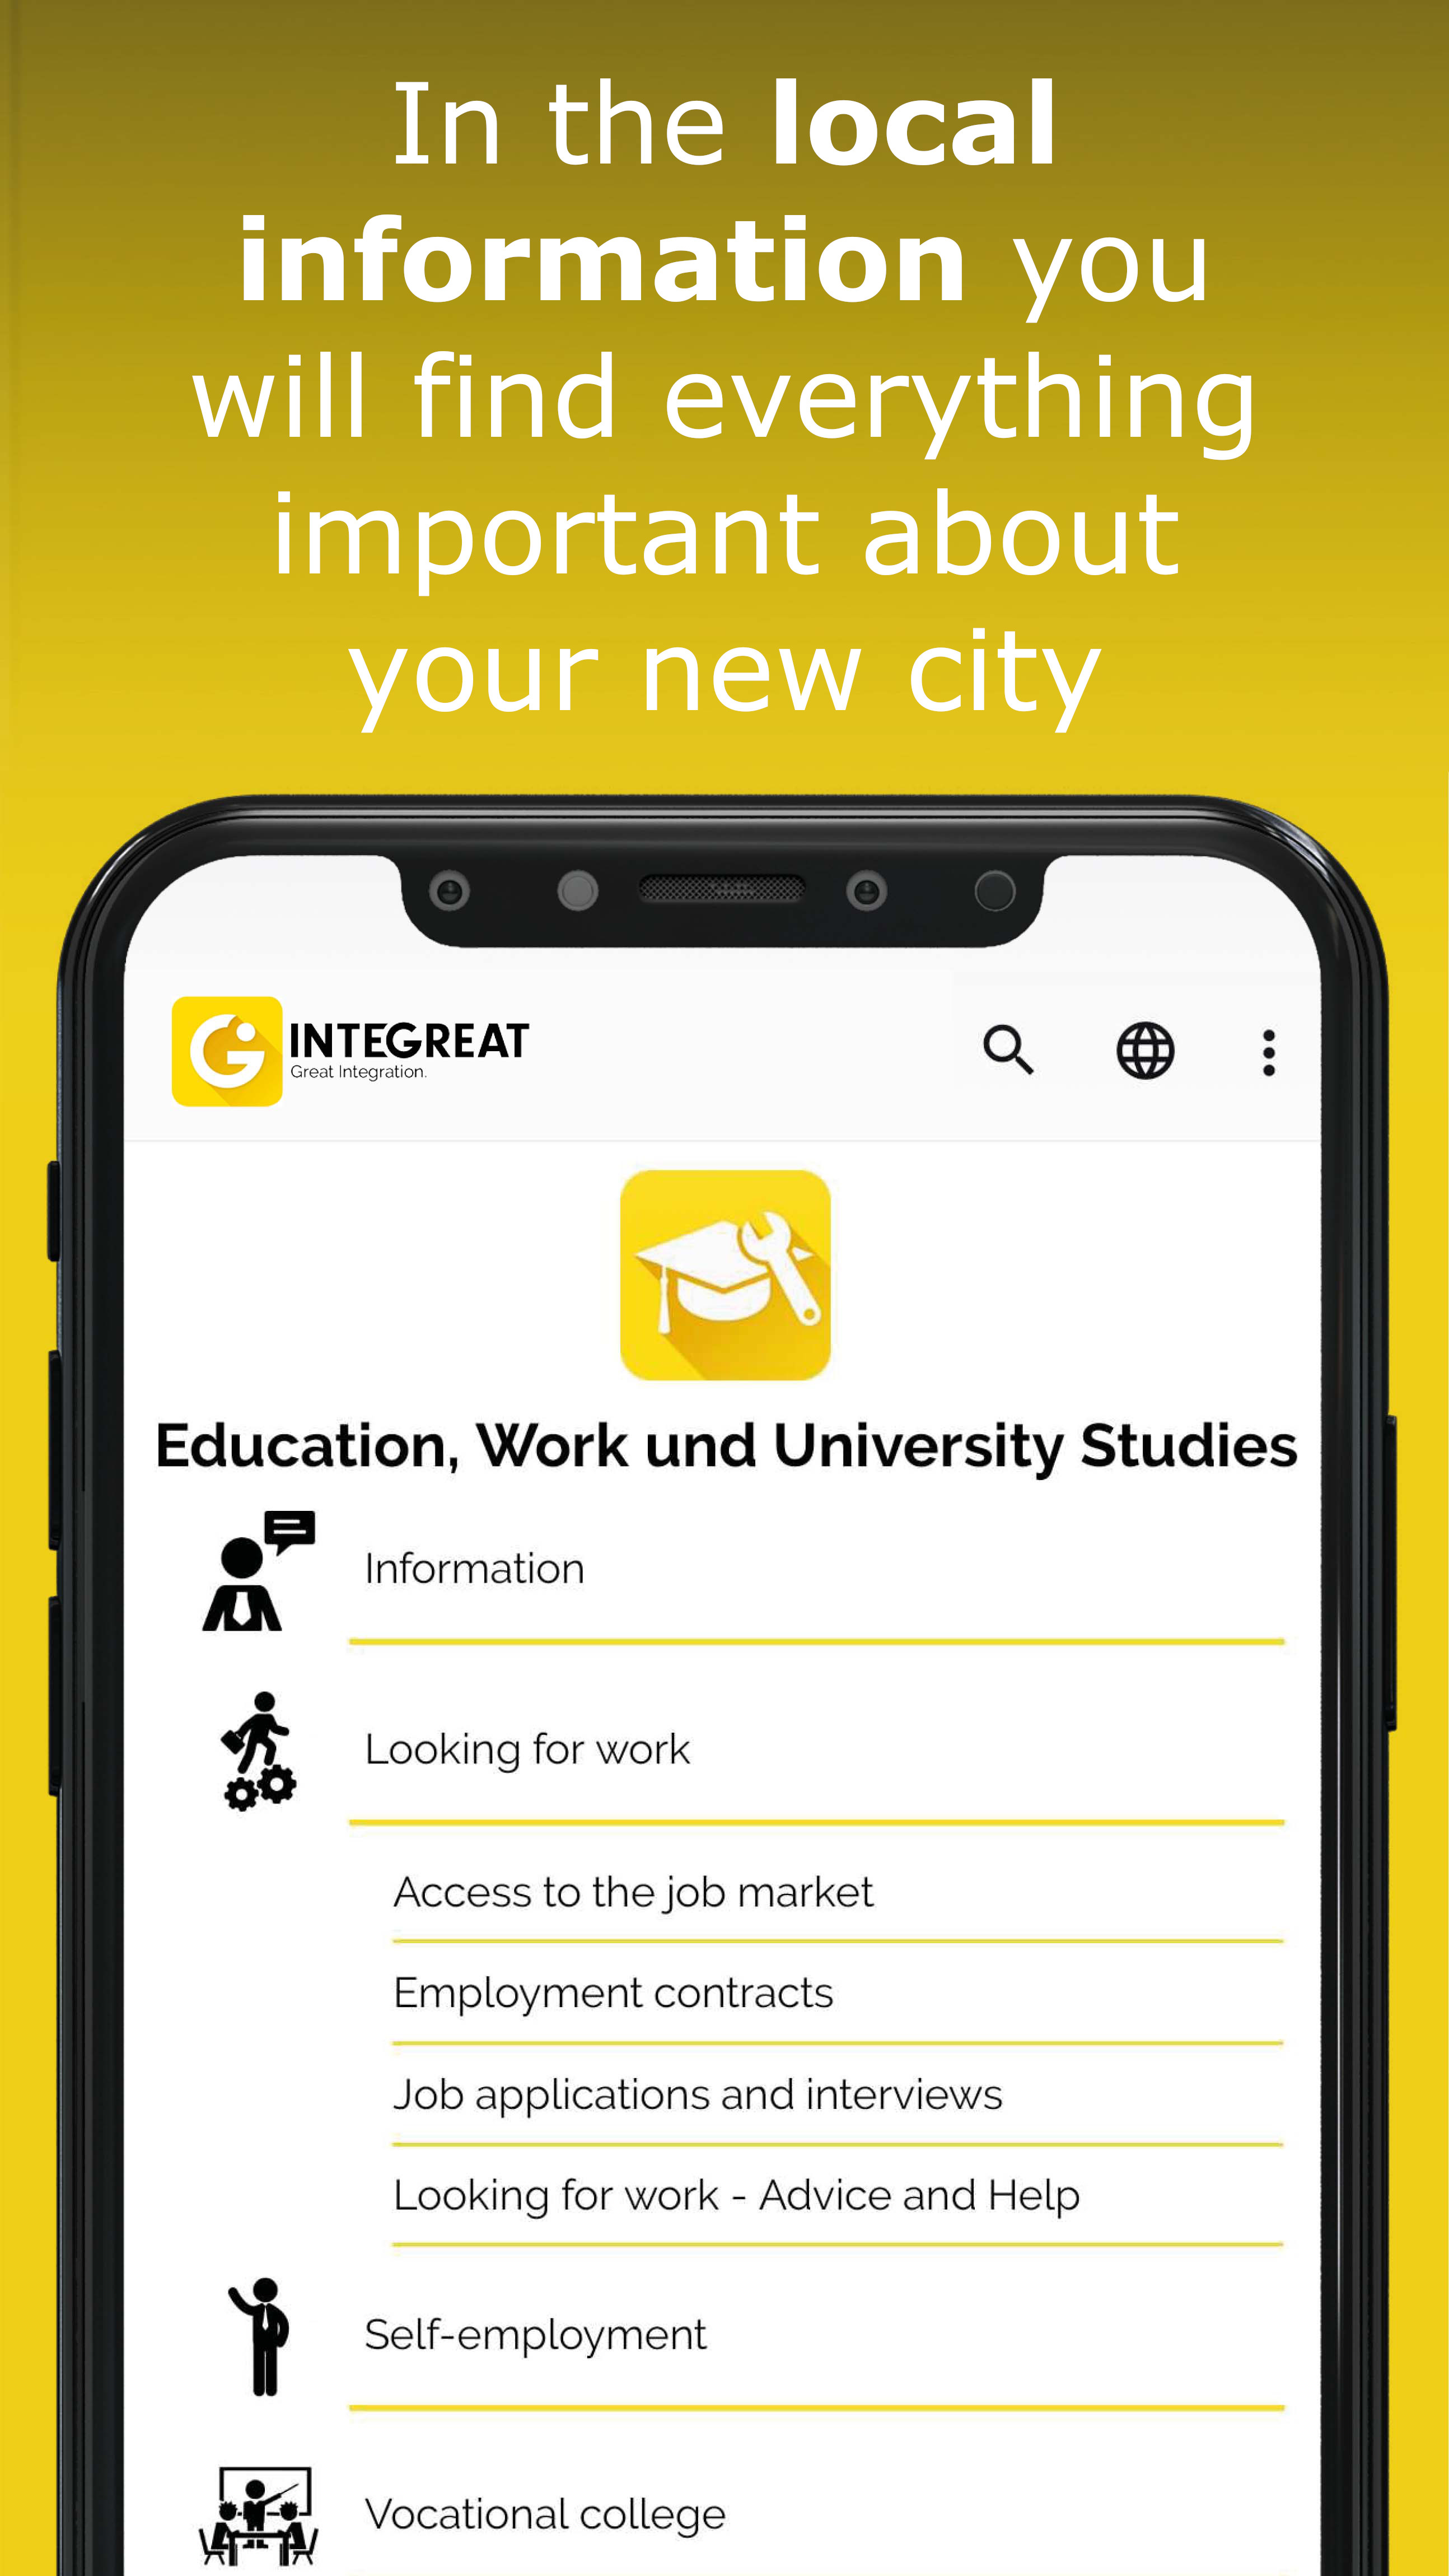 In the local
information you
will find everything
important about
your new city
INTEGREAT
Great Integration.
Education, Work und University Studies
Information
Looking for work
Access to the job market
Employment contracts
Job applications and interviews
Looking for work - Advice and Help
Self-employment
Vocational college